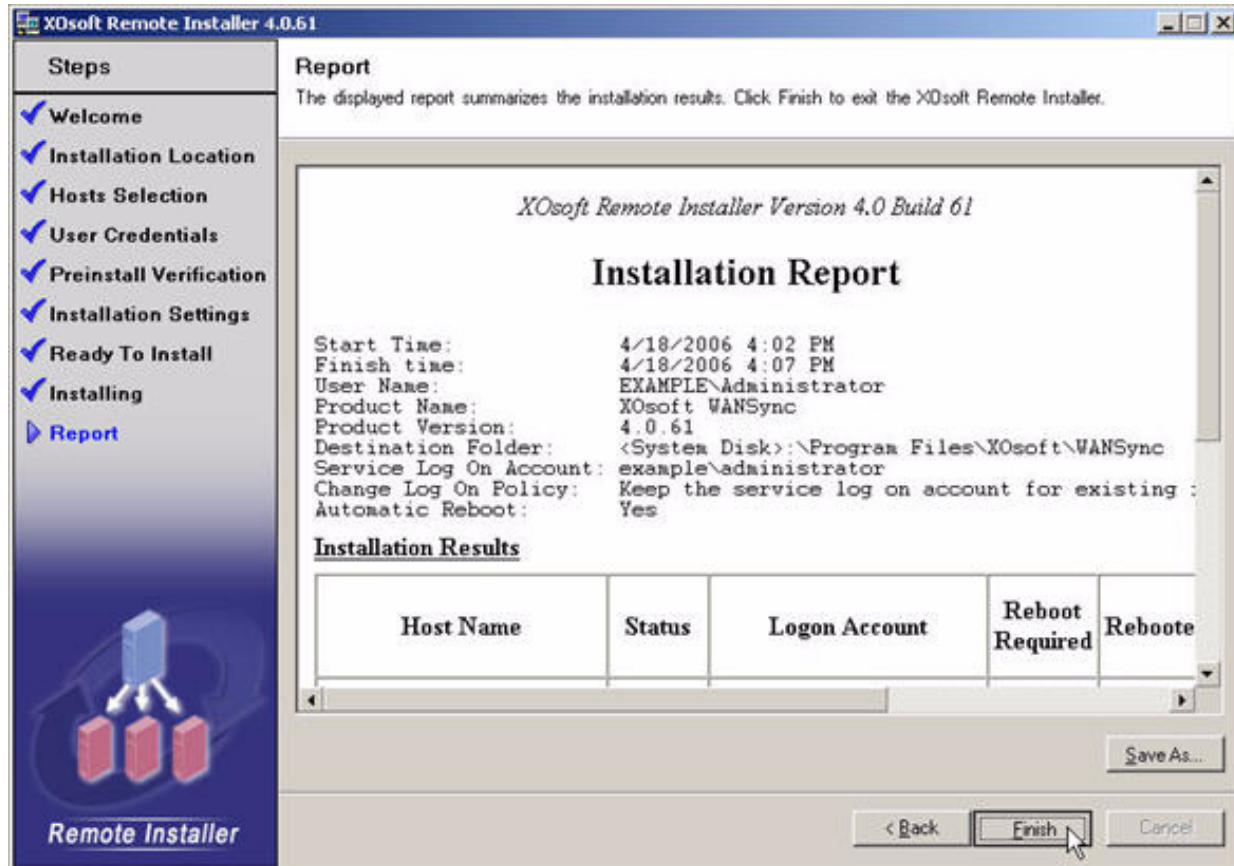 XOsoft Remote Installer 4.0.61
Steps
Welcome
Installation Location
Hosts Selection
User Credentials
Preinstall Verification
Installation Settings
Ready To Install
Installing
Report
Remote Installer
Report
The displayed report summarizes the installation results. Click Finish to exit the XOsoft Remote Installer.
XOsoft Remote Installer Version 4.0 Build 61
Installation Report
Start Time: 4/18/2006 4:02 PM
Finish time: 4/18/2006 4:07 PM
User Name: EXAMPLE\Administrator
Product Name: XOsoft WANSync
Product Version: 4.0.61
Destination Folder: <System Disk>:\Program Files\XOsoft\WANSync
Service Log On Account: example\administrator
Change Log On Policy: Keep the service log on account for existing
Automatic Reboot: Yes
Installation Results
Host Name Status Logon Account Reboot Required Reboote
Save As...
< Back Finish Cancel